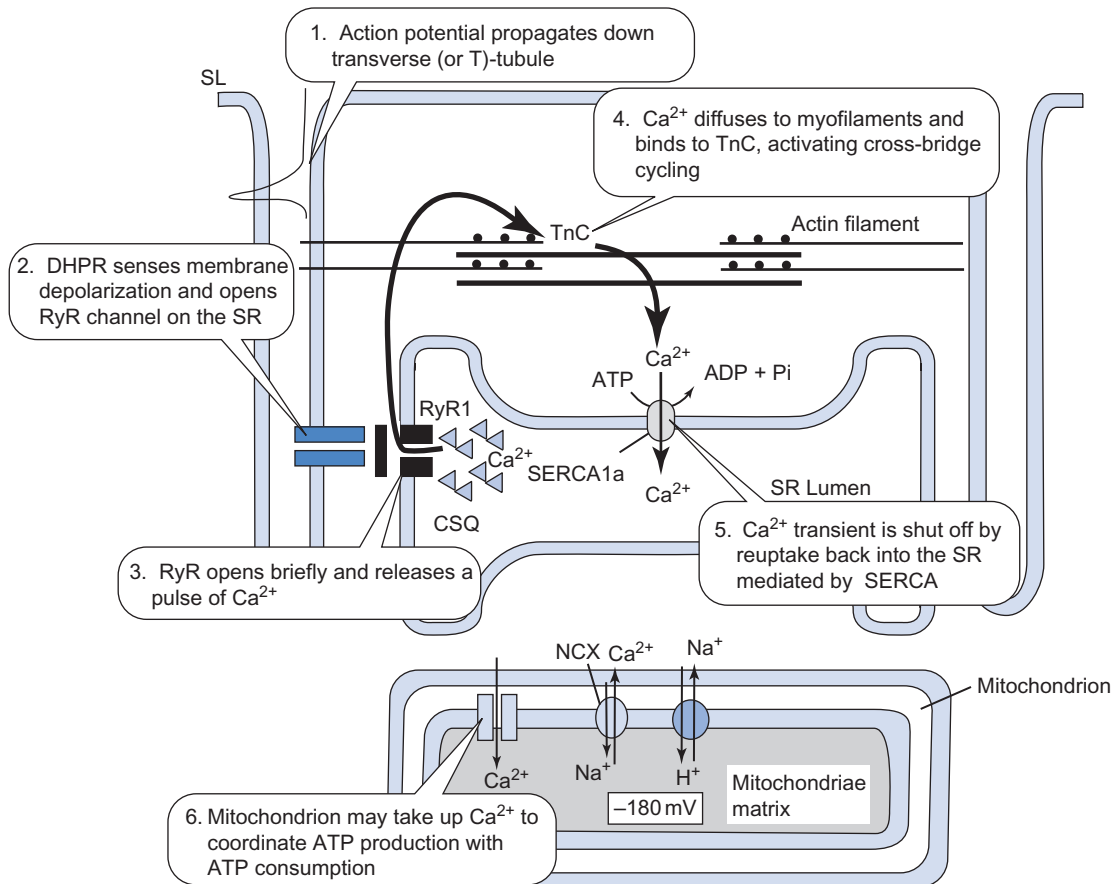 1. Action potential propagates down
transverse (or T)-tubule
SL
4. Ca²⁺ diffuses to myofilaments and
binds to TnC, activating cross-bridge
cycling
TnC
Actin filament
2. DHPR senses membrane
depolarization and opens
RyR channel on the SR
Ca²⁺
ATP
ADP + Pi
RyR1
Ca²⁺
SERCA1a
Ca²⁺
SR Lumen
CSQ
5. Ca²⁺ transient is shut off by
reuptake back into the SR
mediated by SERCA
3. RyR opens briefly and releases a
pulse of Ca²⁺
NCX
Ca²⁺
Na⁺
Mitochondrion
Ca²⁺
Na⁺
H⁺
Mitochondriae
matrix
–180 mV
6. Mitochondrion may take up Ca²⁺ to
coordinate ATP production with
ATP consumption